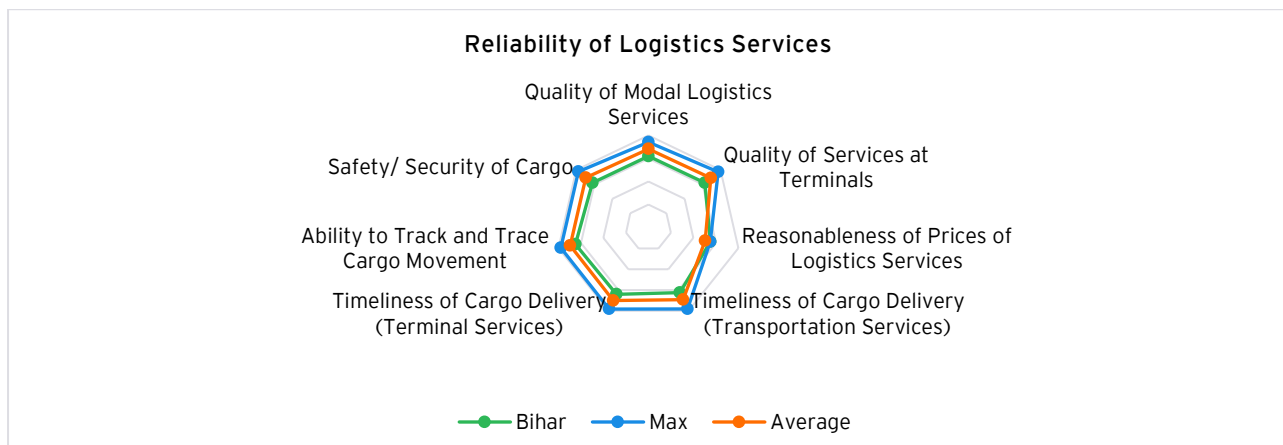 Reliability of Logistics Services
Quality of Modal Logistics
Services
Safety/ Security of Cargo
Quality of Services at
Terminals
Ability to Track and Trace
Cargo Movement
Reasonableness of Prices of
Logistics Services
Timeliness of Cargo Delivery
(Terminal Services)
Timeliness of Cargo Delivery
(Transportation Services)
Bihar Max Average